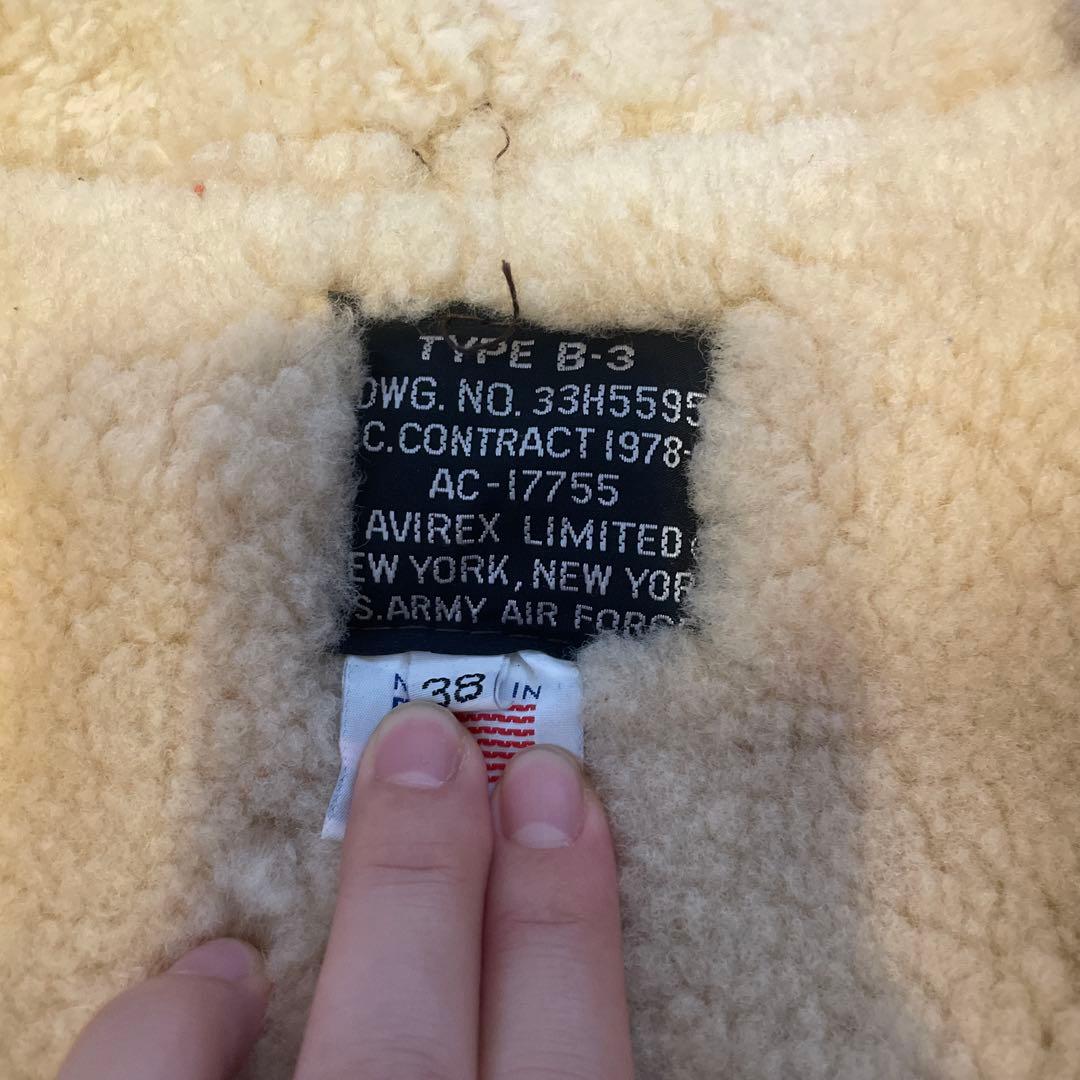 TYPE B-3
DWG. NO. 33H5595
C.CONTRACT 1978-
AC-17755
AVIREX LIMITED
EW YORK, NEW YOR
S.ARMY AIR FORC
38
IN